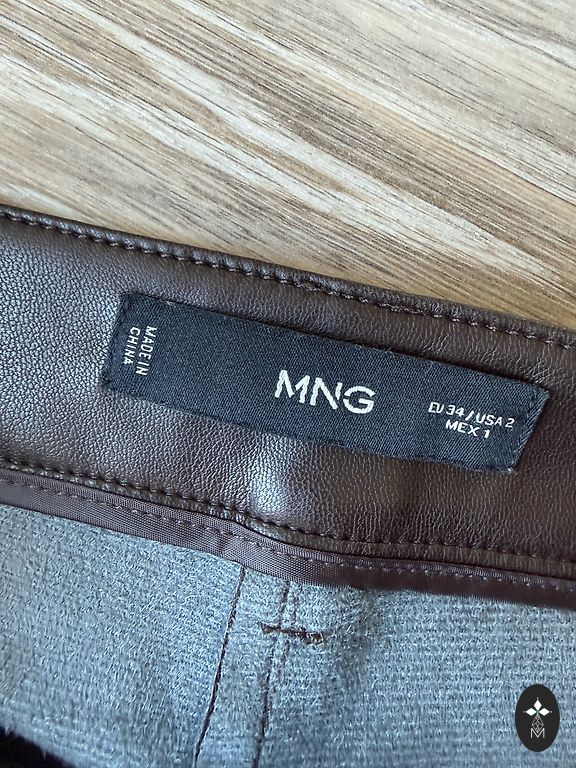 MADE IN
CHINA
MNG
EU 34 / USA 2
MEX 1
M